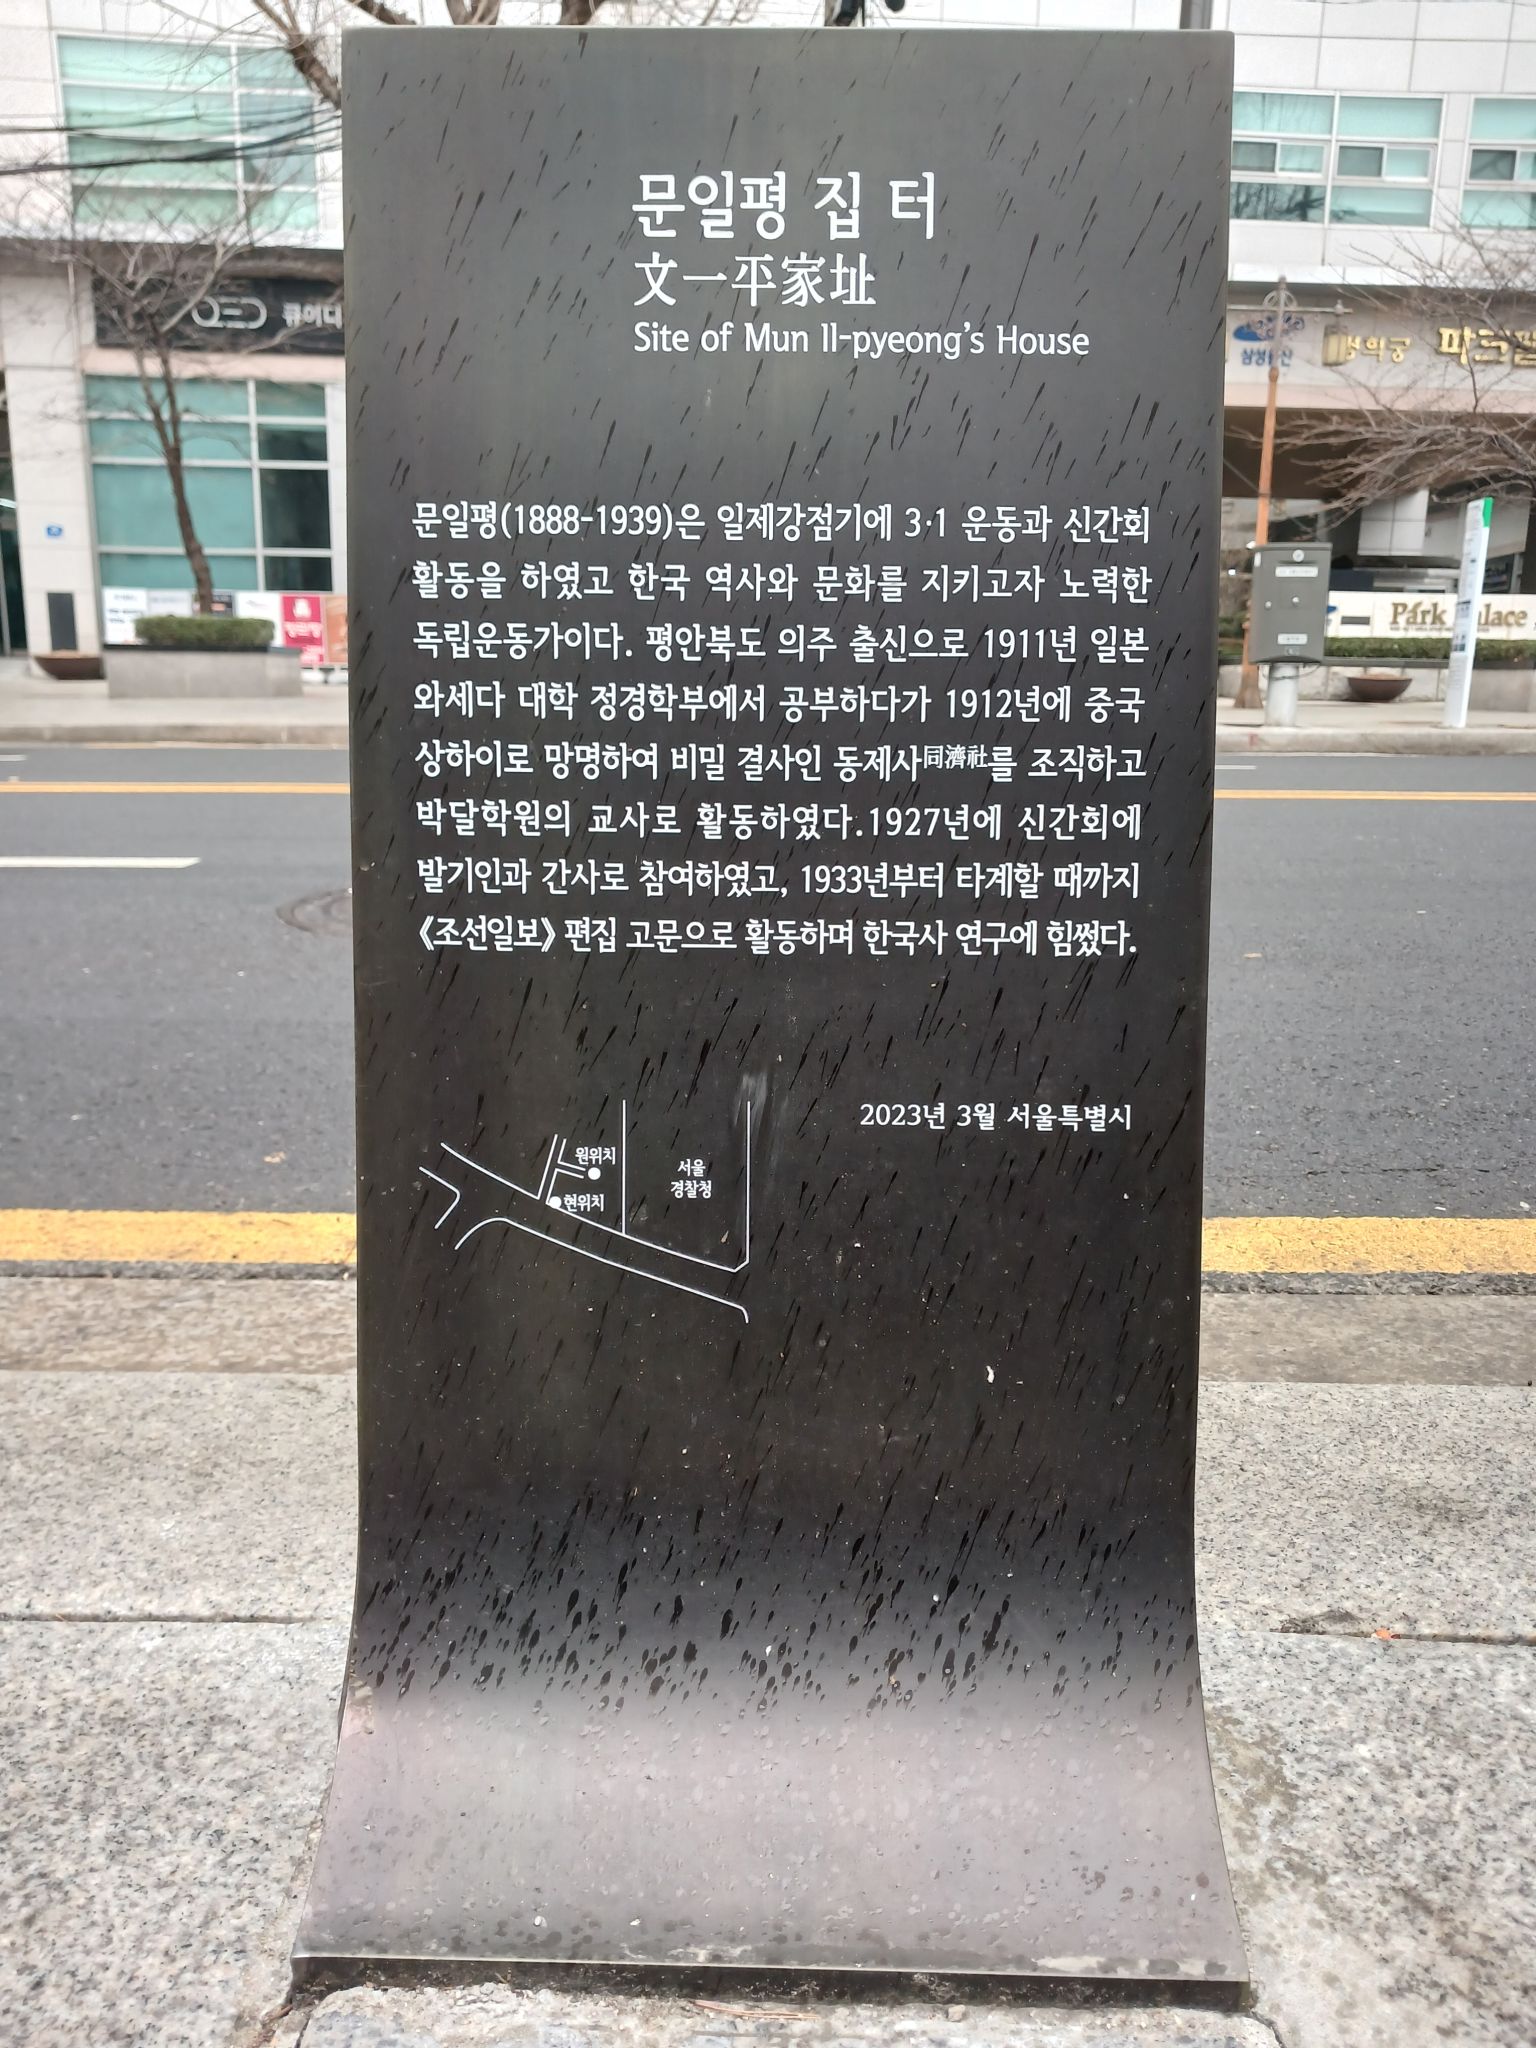 문일평 집 터
文一平家址
Site of Mun Il-pyeong's House
문일평(1888-1939)은 일제강점기에 3·1 운동과 신간회
활동을 하였고 한국 역사와 문화를 지키고자 노력한
독립운동가이다. 평안북도 의주 출신으로 1911년 일본
와세다 대학 정경학부에서 공부하다가 1912년에 중국
상하이로 망명하여 비밀 결사인 동제사同濟社를 조직하고
박달학원의 교사로 활동하였다.1927년에 신간회에
발기인과 간사로 참여하였고, 1933년부터 타계할 때까지
《조선일보》 편집 고문으로 활동하며 한국사 연구에 힘썼다.
2023년 3월 서울특별시
원위치
현위치
서울
경찰청
큐이디
Park Palace